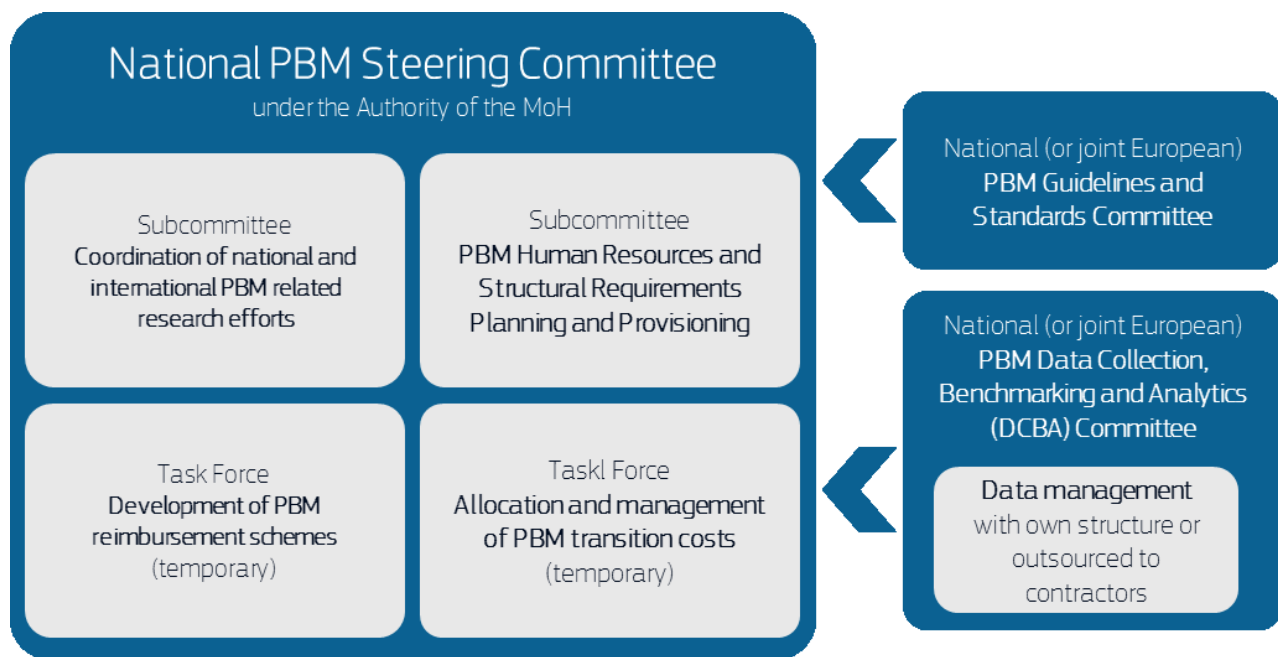 National PBM Steering Committee
under the Authority of the MoH
Subcommittee
Coordination of national and
international PBM related
research efforts
Subcommittee
PBM Human Resources and
Structural Requirements
Planning and Provisioning
Task Force
Development of PBM
reimbursement schemes
(temporary)
Taskl Force
Allocation and management
of PBM transition costs
(temporary)
National (or joint European)
PBM Guidelines and
Standards Committee
National (or joint European)
PBM Data Collection,
Benchmarking and Analytics
(DCBA) Committee
Data management
with own structure or
outsourced to
contractors